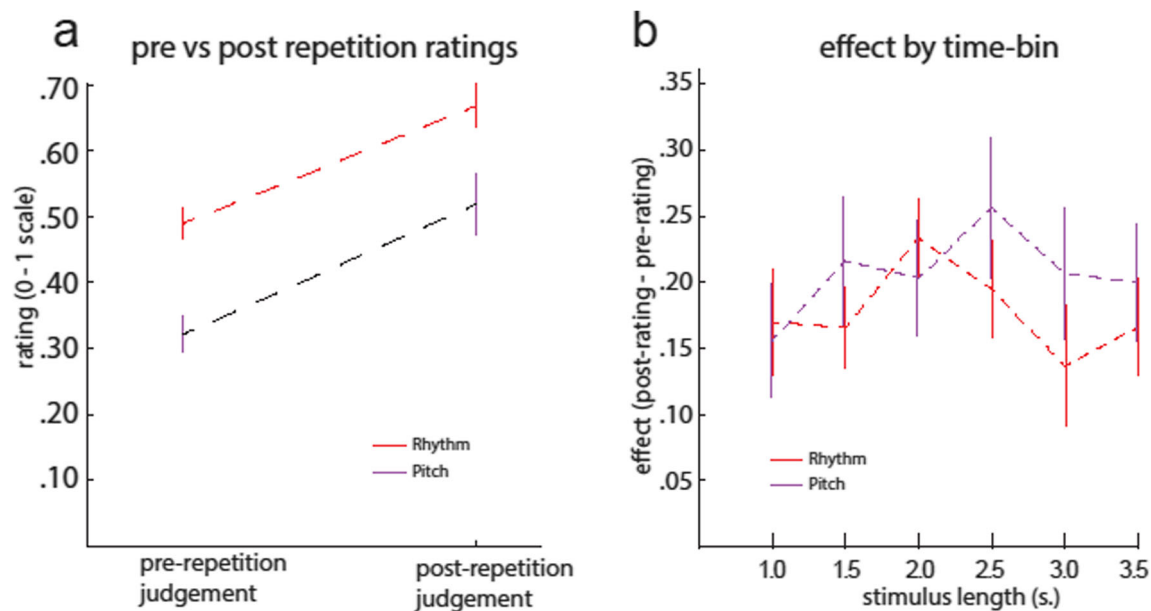 a
pre vs post repetition ratings
rating (0 - 1 scale)
.70
.60
.50
.40
.30
.20
.10
Rhythm
Pitch
pre-repetition
judgement
post-repetition
judgement
b
effect by time-bin
effect (post-rating - pre-rating)
.35
.30
.25
.20
.15
.10
.05
Rhythm
Pitch
1.0 1.5 2.0 2.5 3.0 3.5
stimulus length (s.)